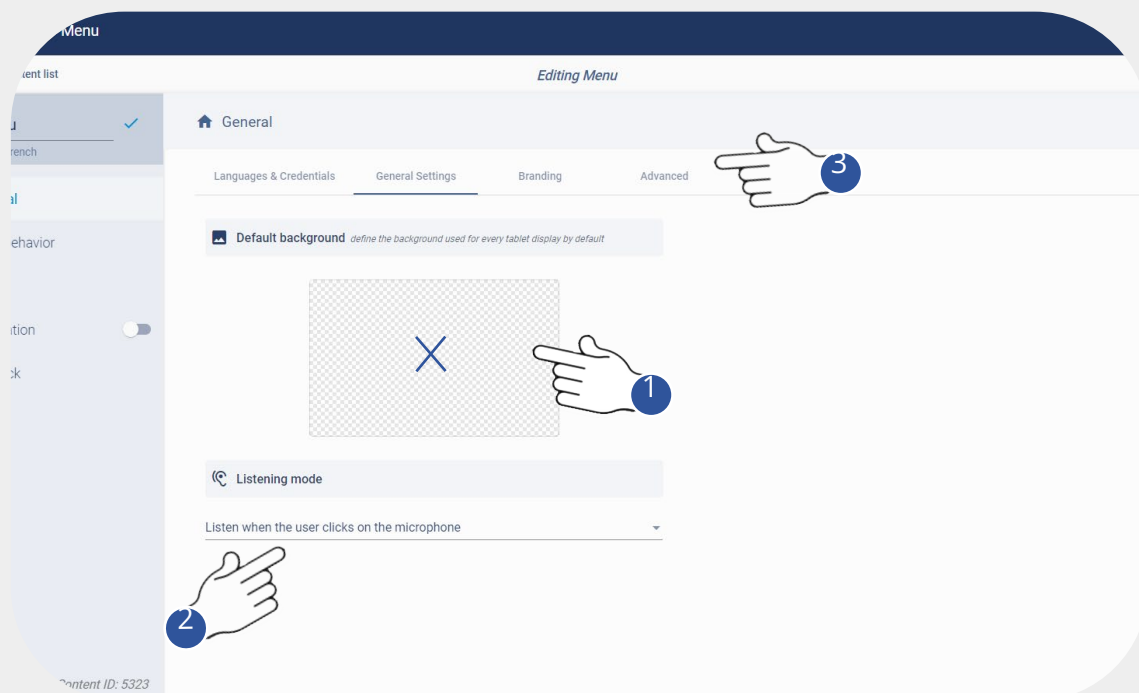 Menu
tent list
Editing Menu
u
rench
General
Languages & Credentials General Settings Branding Advanced
3
al
Default background define the background used for every tablet display by default
ehavior
ation
ck
1
Listening mode
Listen when the user clicks on the microphone
2
Content ID: 5323